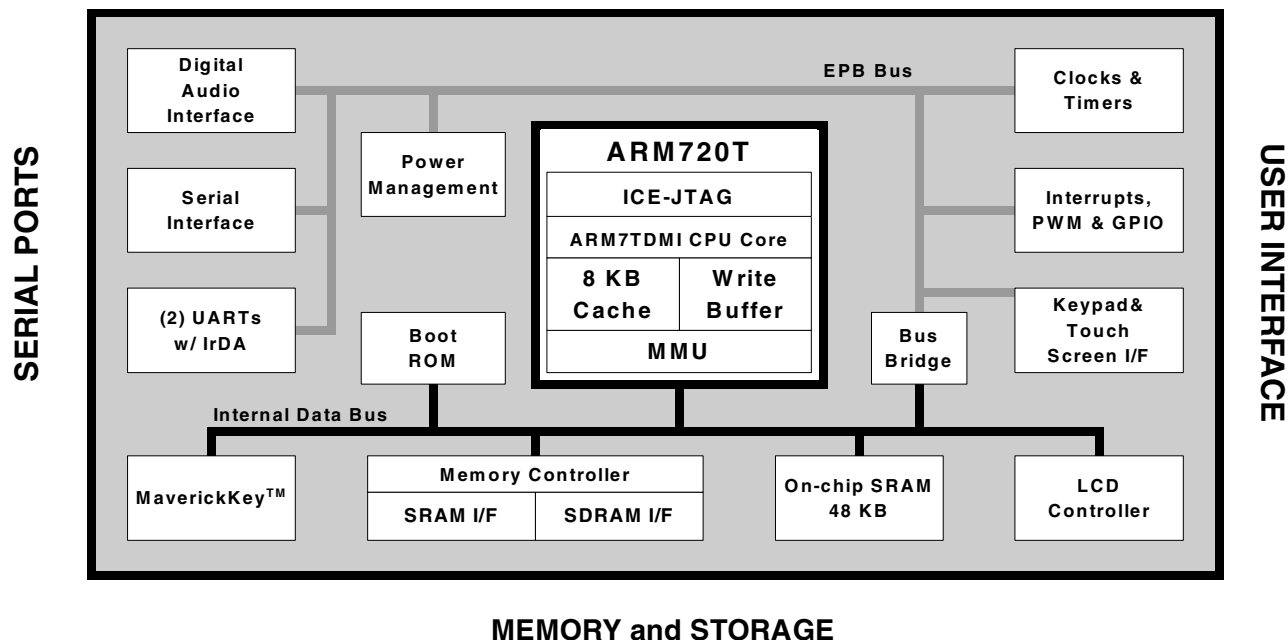 SERIAL PORTS
Digital
Audio
Interface
EPB Bus
Clocks &
Timers
Power
Management
ARM720T
ICE-JTAG
ARM7TDMI CPU Core
8 KB
Cache
Write
Buffer
MMU
Serial
Interface
Interrupts,
PWM & GPIO
(2) UARTs
w/ IrDA
Boot
ROM
Bus
Bridge
Keypad&
Touch
Screen I/F
Internal Data Bus
MaverickKey™
Memory Controller
SRAM I/F
SDRAM I/F
On-chip SRAM
48 KB
LCD
Controller
USER INTERFACE
MEMORY and STORAGE